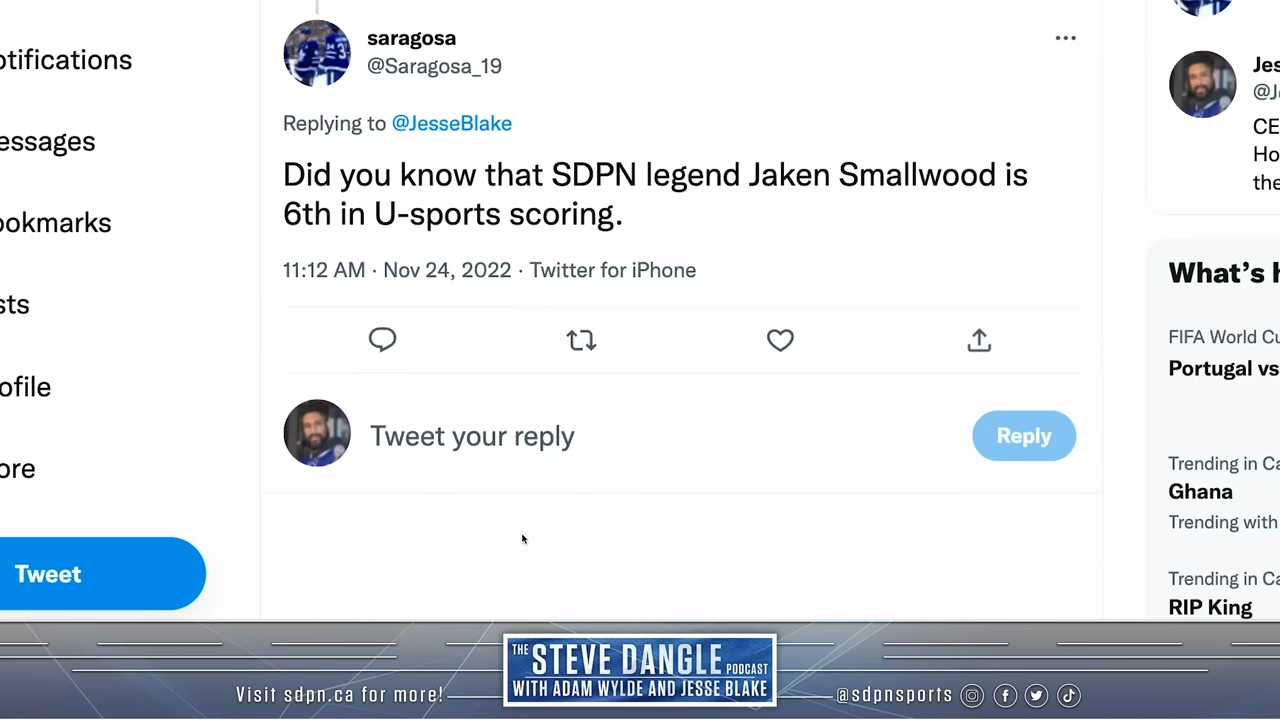 otifications
essages
ookmarks
sts
ofile
ore
Tweet
saragosa
@Saragosa_19
Replying to @JesseBlake
Did you know that SDPN legend Jaken Smallwood is
6th in U-sports scoring.
11:12 AM · Nov 24, 2022 · Twitter for iPhone
Tweet your reply
Reply
Jes
@J
CE
Ho
the
What's h
FIFA World Cu
Portugal vs
Trending in Ca
Ghana
Trending with
Trending in Ca
RIP King
Visit sdpn.ca for more!
THE STEVE DANGLE PODCAST
WITH ADAM WYLDE AND JESSE BLAKE
@sdpnsports